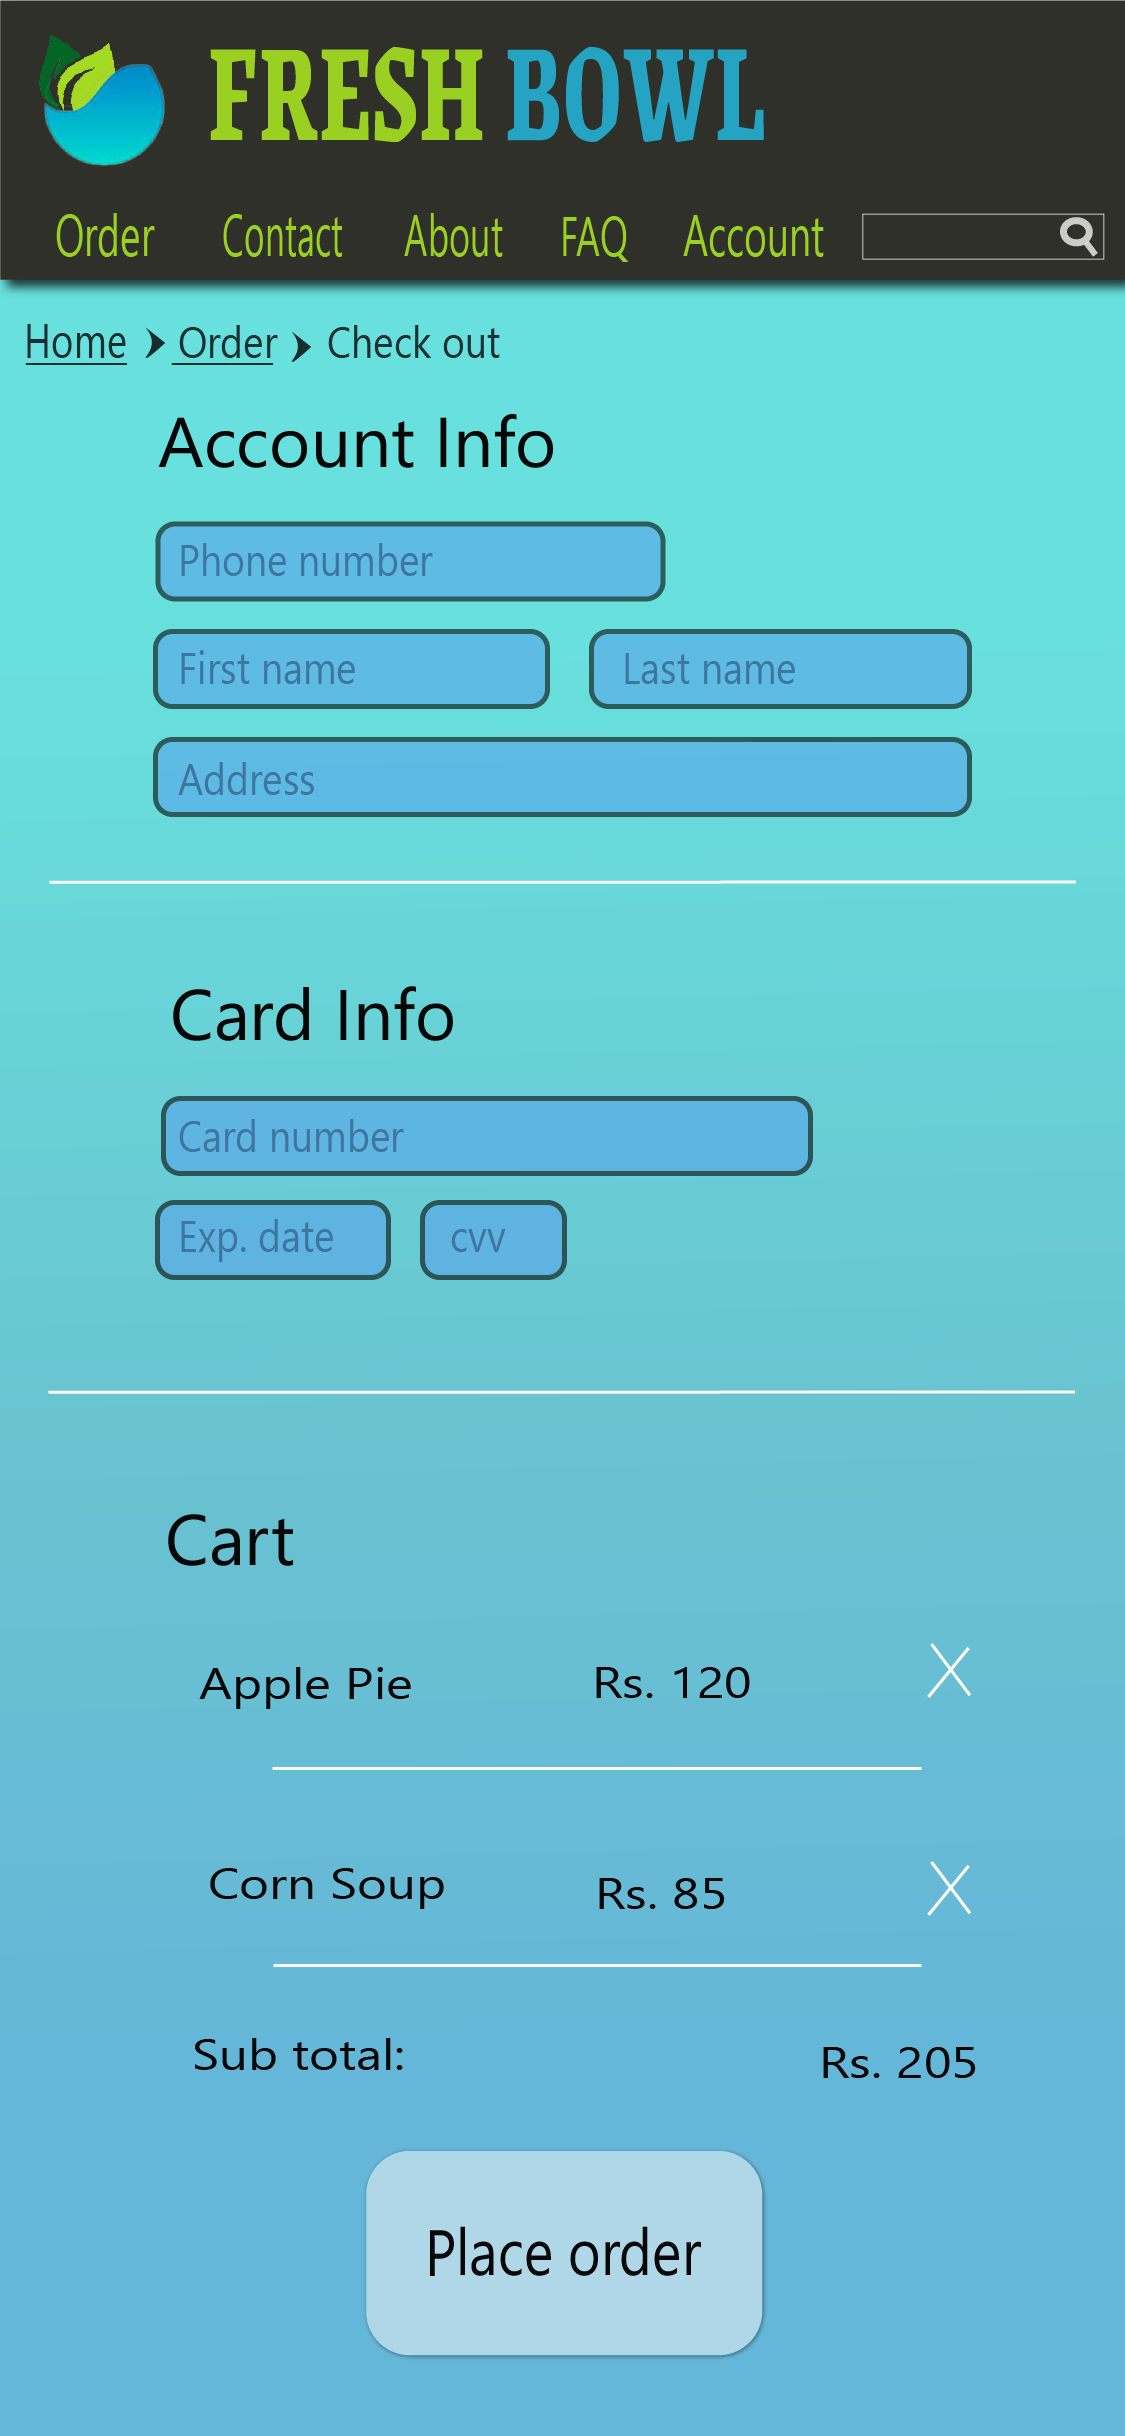 FRESH BOWL
Order Contact About FAQ Account
Home Order Check out
Account Info
Phone number
First name Last name
Address
Card Info
Card number
Exp. date cvv
Cart
Apple Pie Rs. 120
Corn Soup Rs. 85
Sub total: Rs. 205
Place order